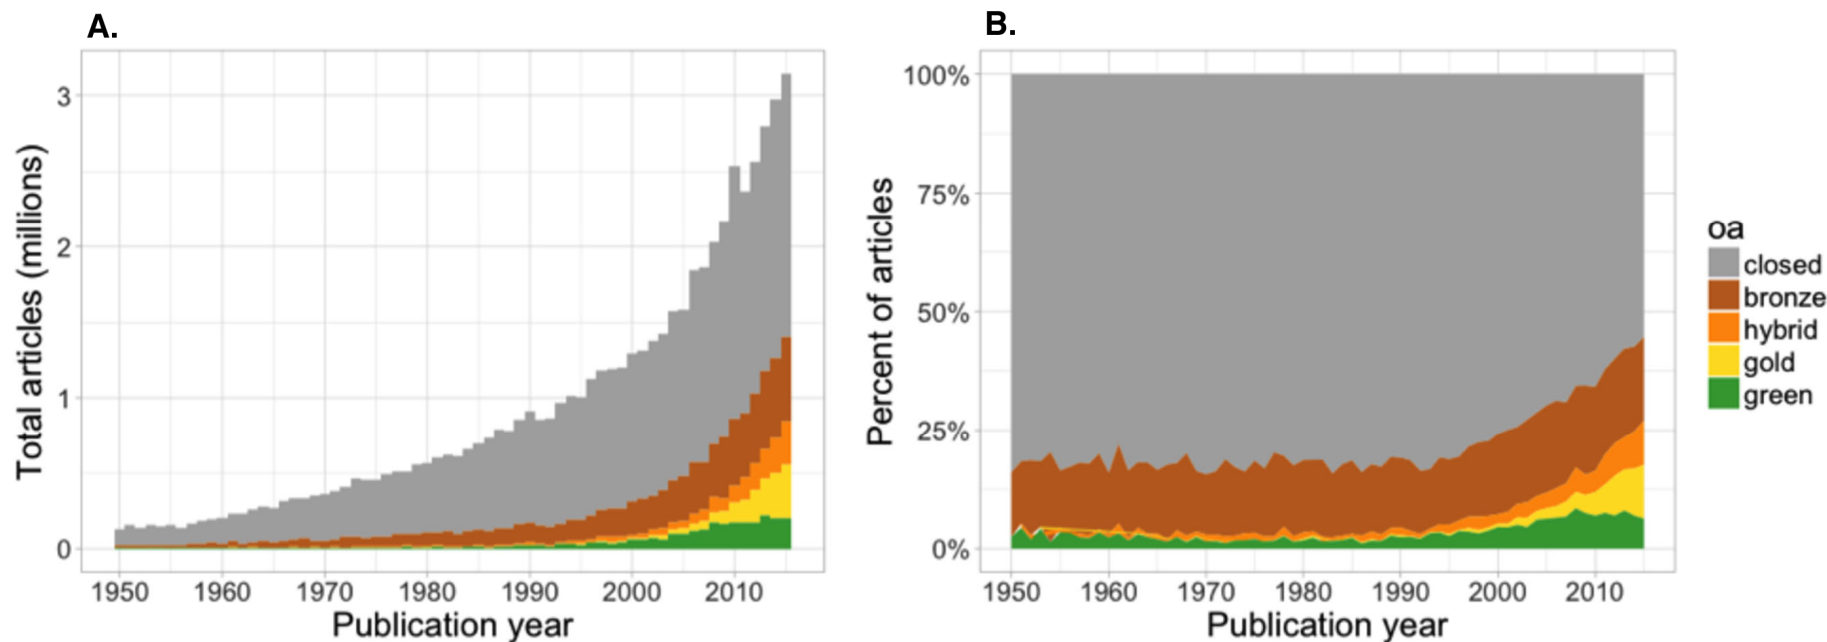 A.
Total articles (millions)
3
2
1
0
1950 1960 1970 1980 1990 2000 2010
Publication year
B.
Percent of articles
100%
75%
50%
25%
0%
1950 1960 1970 1980 1990 2000 2010
Publication year
oa
closed
bronze
hybrid
gold
green